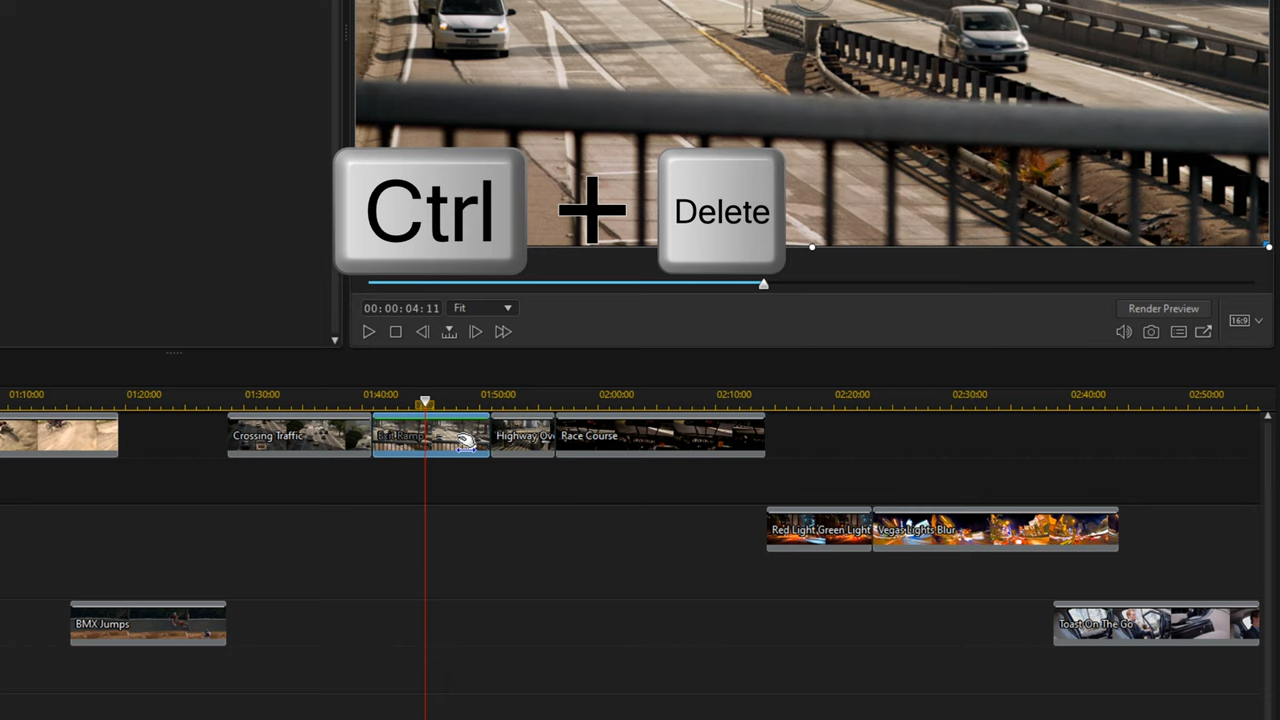 Ctrl + Delete
00:00:04:11 Fit
Render Preview
16:9
01:10:00 01:20:00 01:30:00 01:40:00 01:50:00 02:00:00 02:10:00 02:20:00 02:30:00 02:40:00 02:50:00
Crossing Traffic Exit Ramp Highway Ov Race Course
Red Light Green Light Vegas Lights Blur
BMX Jumps Toast On The Go